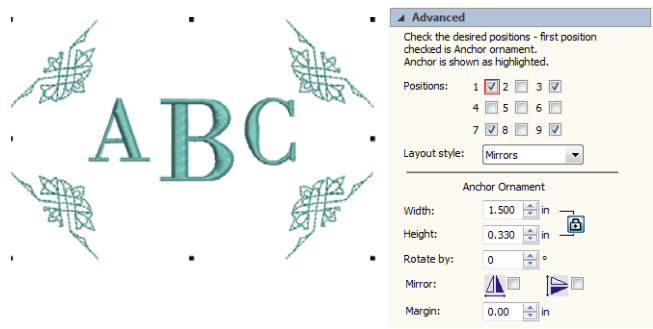 ABC
Advanced
Check the desired positions - first position
checked is Anchor ornament.
Anchor is shown as highlighted.
Positions: 1 2 3
4 5 6
7 8 9
Layout style: Mirrors
Anchor Ornament
Width: 1.500 in
Height: 0.330 in
Rotate by: 0 °
Mirror:
Margin: 0.00 in